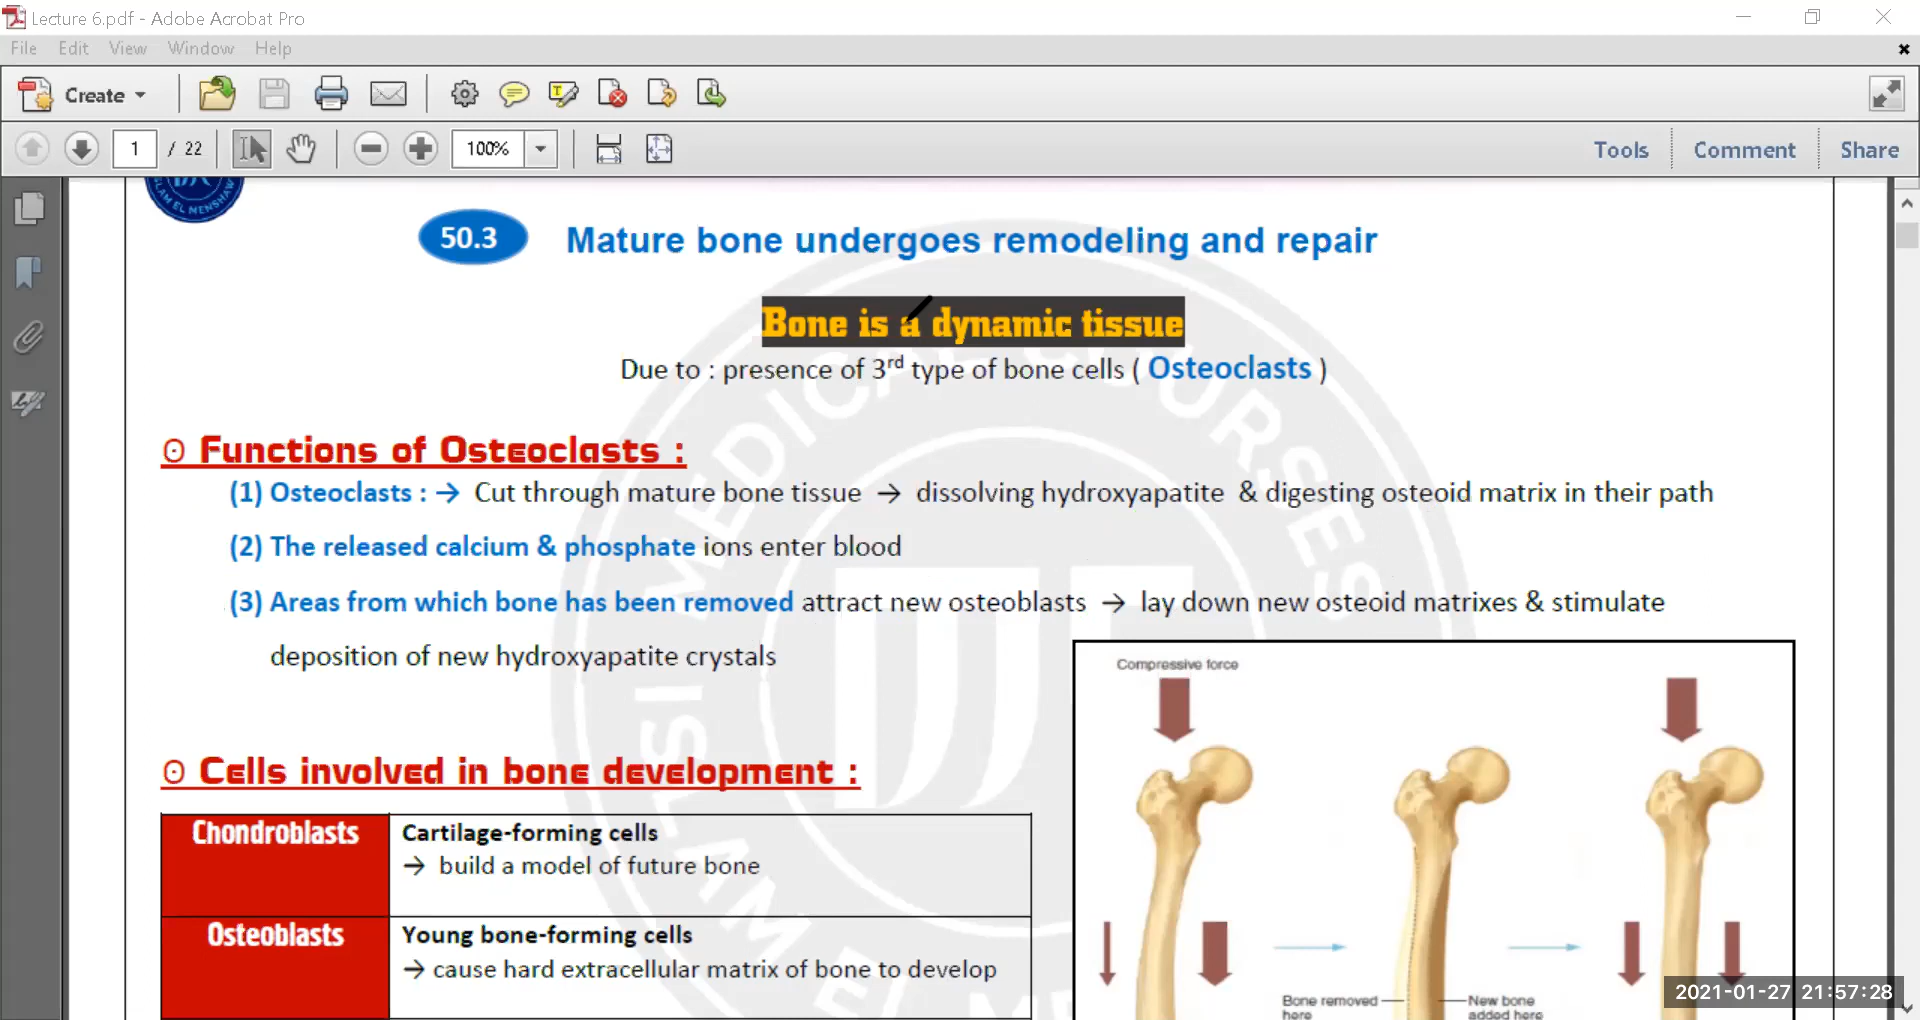 Lecture 6.pdf - Adobe Acrobat Pro
File Edit View Window Help
Create
1 / 22 100% Tools Comment Share
LAM EL MENSHAW
50.3 Mature bone undergoes remodeling and repair
Bone is a dynamic tissue
Due to : presence of 3rd type of bone cells ( Osteoclasts )
⊙ Functions of Osteoclasts :
(1) Osteoclasts : → Cut through mature bone tissue → dissolving hydroxyapatite & digesting osteoid matrix in their path
(2) The released calcium & phosphate ions enter blood
(3) Areas from which bone has been removed attract new osteoblasts → lay down new osteoid matrixes & stimulate
deposition of new hydroxyapatite crystals
⊙ Cells involved in bone development :
Chondroblasts
Cartilage-forming cells
→ build a model of future bone
Osteoblasts
Young bone-forming cells
→ cause hard extracellular matrix of bone to develop
Compressive force
Bone removed
here
New bone
added here
MEDICAL COURSES
2021-01-27 21:57:28